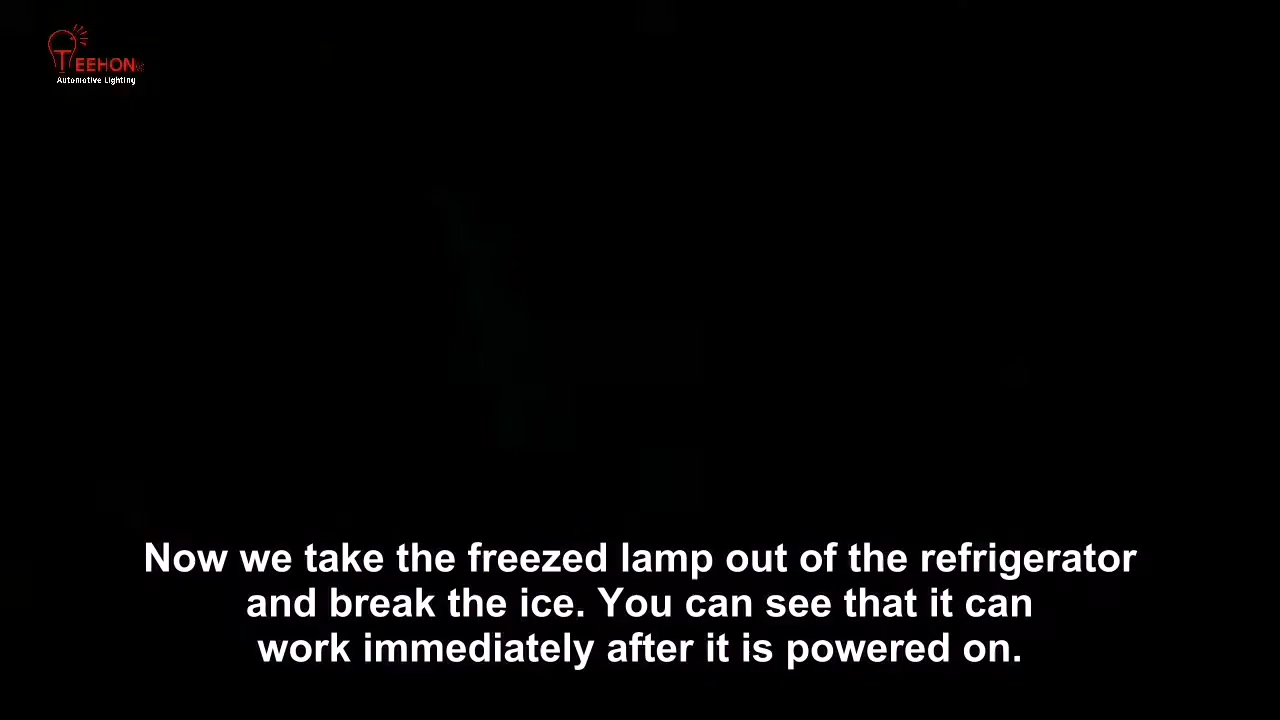 TEEHON
Automotive Lighting
Now we take the freezed lamp out of the refrigerator
and break the ice. You can see that it can
work immediately after it is powered on.